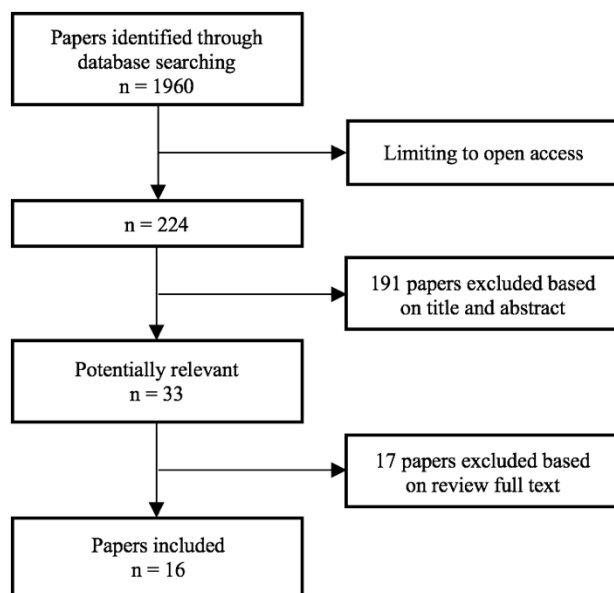 Papers identified through
database searching
n = 1960
Limiting to open access
n = 224
191 papers excluded based
on title and abstract
Potentially relevant
n = 33
17 papers excluded based
on review full text
Papers included
n = 16